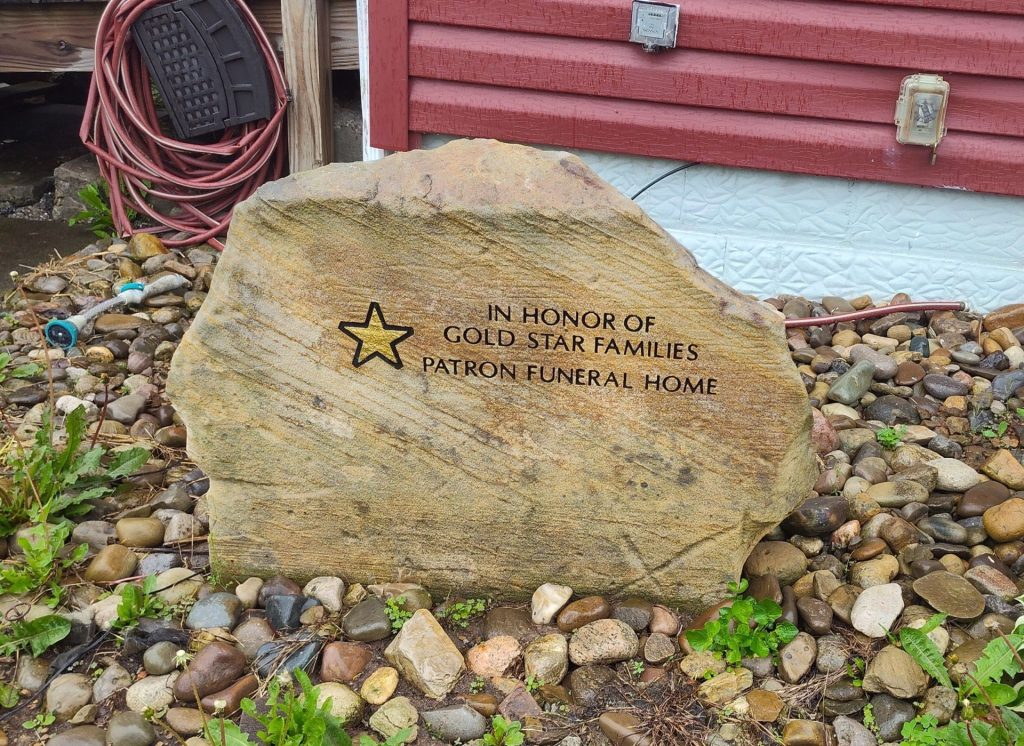 IN HONOR OF
GOLD STAR FAMILIES
PATRON FUNERAL HOME